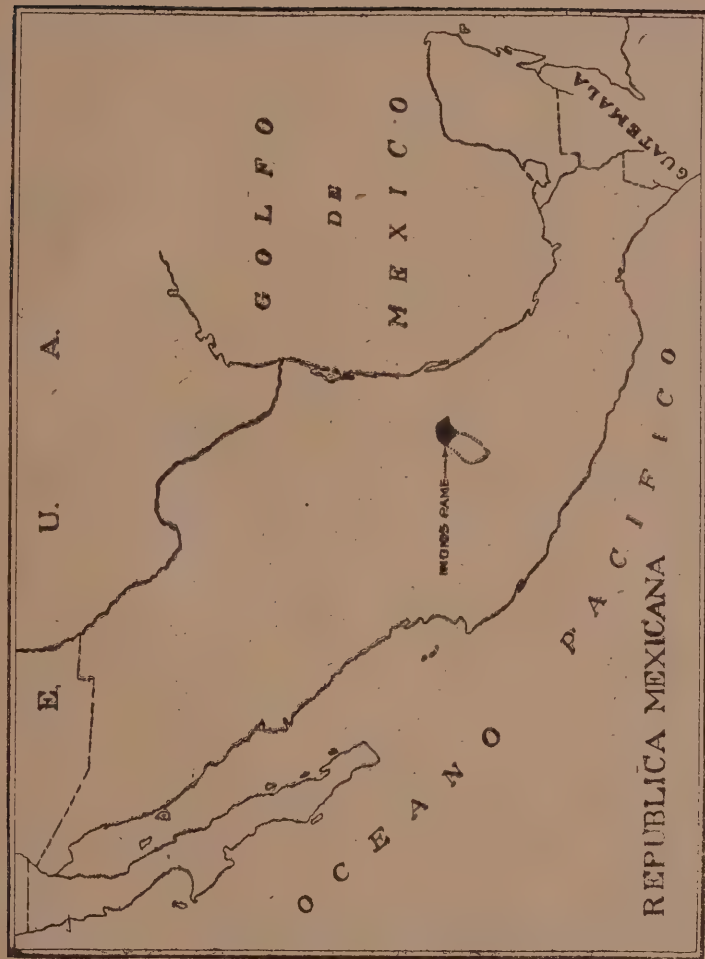 E. U. A.
GOLFO
DE
MEXICO
GUATEMALA
INDIOS PAME
OCEANO PACIFICO
REPUBLICA MEXICANA